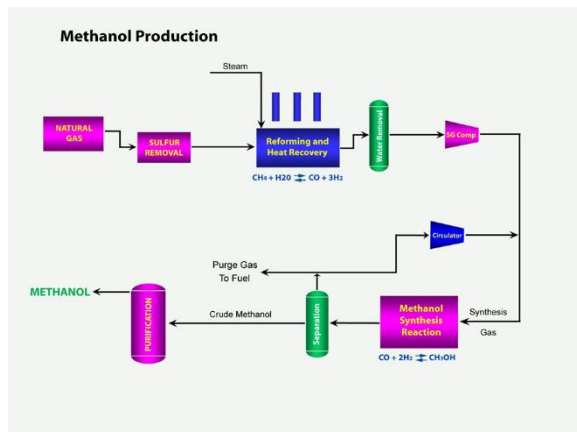 Methanol Production
Steam
NATURAL
GAS
SULFUR
REMOVAL
Reforming and
Heat Recovery
Water Removal
SG Comp
CH4 + H20 ⇄ CO + 3H2
Circulator
Purge Gas
To Fuel
METHANOL
PURIFICATION
Crude Methanol
Separation
Methanol
Synthesis
Reaction
Synthesis
Gas
CO + 2H2 ⇄ CH3OH